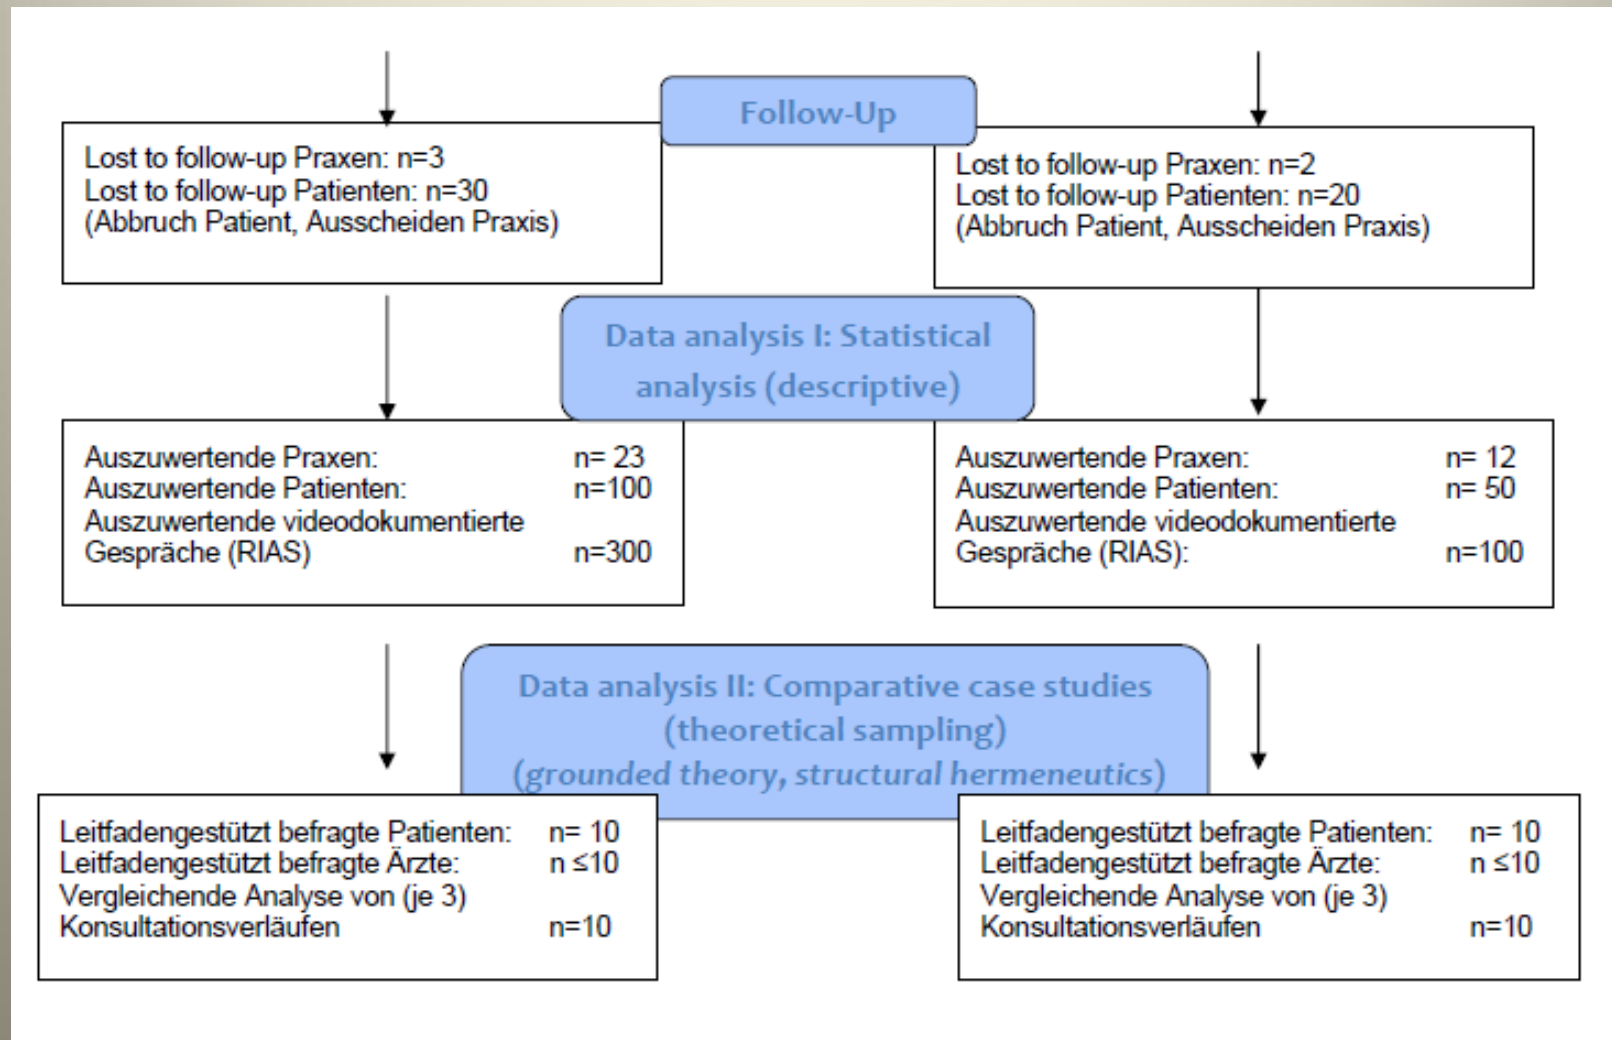 Follow-Up
Lost to follow-up Praxen: n=3
Lost to follow-up Patienten: n=30
(Abbruch Patient, Ausscheiden Praxis)
Lost to follow-up Praxen: n=2
Lost to follow-up Patienten: n=20
(Abbruch Patient, Ausscheiden Praxis)
Data analysis I: Statistical
analysis (descriptive)
Auszuwertende Praxen: n= 23
Auszuwertende Patienten: n=100
Auszuwertende videodokumentierte
Gespräche (RIAS) n=300
Auszuwertende Praxen: n= 12
Auszuwertende Patienten: n= 50
Auszuwertende videodokumentierte
Gespräche (RIAS): n=100
Data analysis II: Comparative case studies
(theoretical sampling)
(grounded theory, structural hermeneutics)
Leitfadengestützt befragte Patienten: n= 10
Leitfadengestützt befragte Ärzte: n ≤10
Vergleichende Analyse von (je 3)
Konsultationsverläufen n=10
Leitfadengestützt befragte Patienten: n= 10
Leitfadengestützt befragte Ärzte: n ≤10
Vergleichende Analyse von (je 3)
Konsultationsverläufen n=10